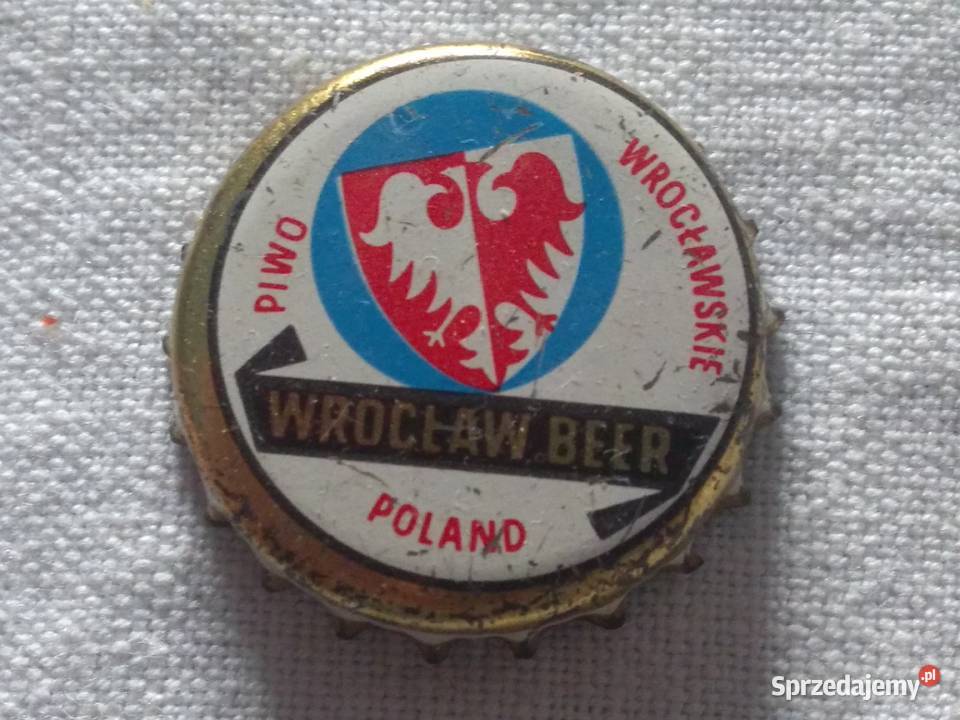 PIWO
WROCŁAWSKIE
WROCŁAW BEER
POLAND
Sprzedajemy.pl